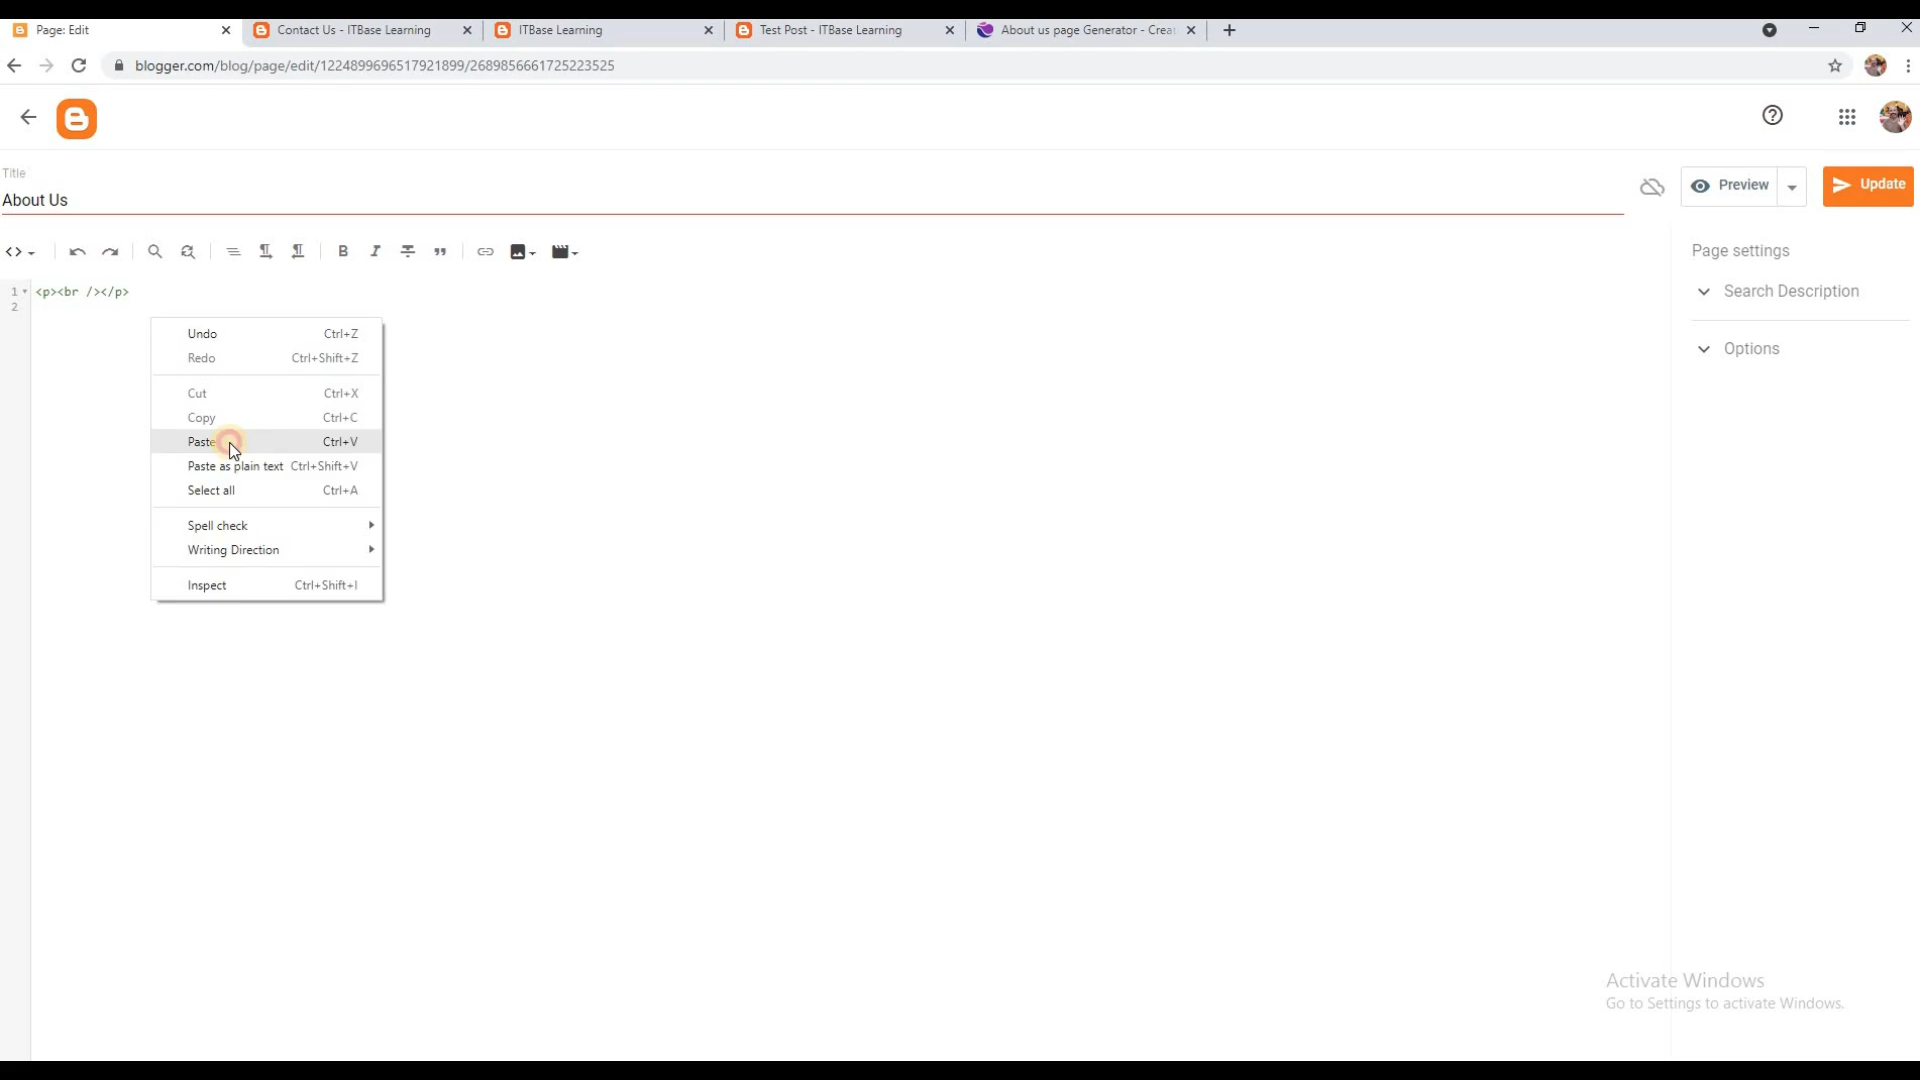 Page: Edit
Contact Us - ITBase Learning
ITBase Learning
Test Post - ITBase Learning
About us page Generator - Creat
blogger.com/blog/page/edit/1224899696517921899/2689856661725223525
Title
About Us
Preview
Update
Page settings
1 <p><br /></p>
2
Search Description
Options
Undo Ctrl+Z
Redo Ctrl+Shift+Z
Cut Ctrl+X
Copy Ctrl+C
Paste Ctrl+V
Paste as plain text Ctrl+Shift+V
Select all Ctrl+A
Spell check
Writing Direction
Inspect Ctrl+Shift+I
Activate Windows
Go to Settings to activate Windows.